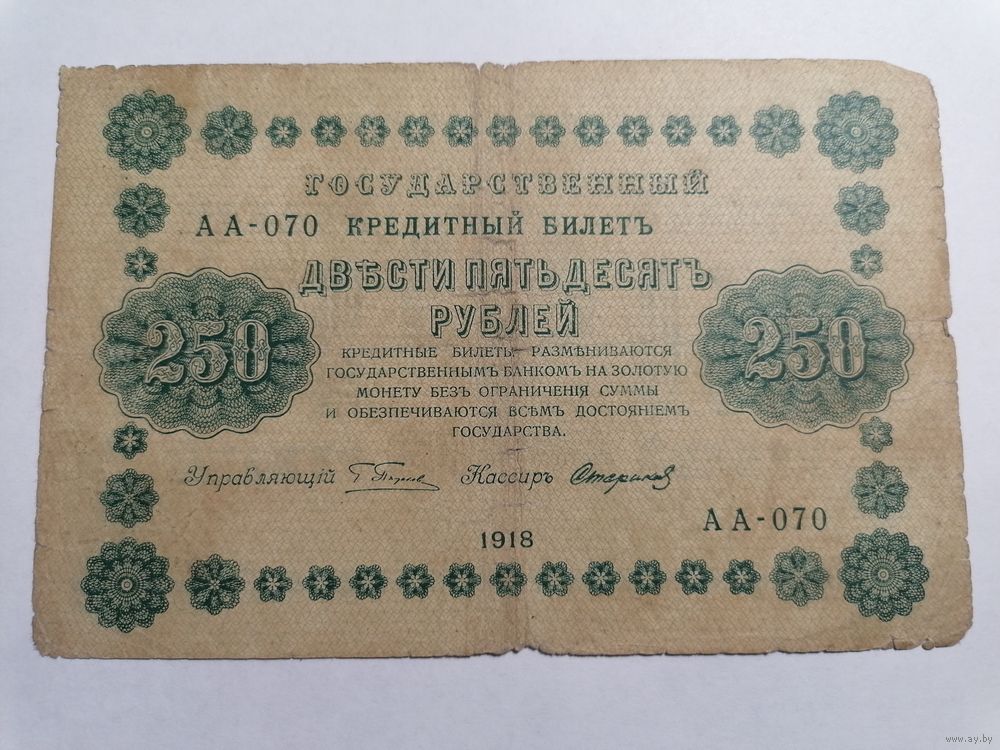 ГОСУДАРСТВЕННЫЙ
АА-070 КРЕДИТНЫЙ БИЛЕТЪ
ДВѢСТИ ПЯТЬДЕСЯТЪ
РУБЛЕЙ
250
250
КРЕДИТНЫЕ БИЛЕТЫ РАЗМѢНИВАЮТСЯ
ГОСУДАРСТВЕННЫМЪ БАНКОМЪ НА ЗОЛОТУЮ
МОНЕТУ БЕЗЪ ОГРАНИЧЕНІЯ СУММЫ
И ОБЕЗПЕЧИВАЮТСЯ ВСѢМЪ ДОСТОЯНІЕМЪ
ГОСУДАРСТВА.
Управляющій Кассиръ Стариков
АА-070
1918
www.ay.by